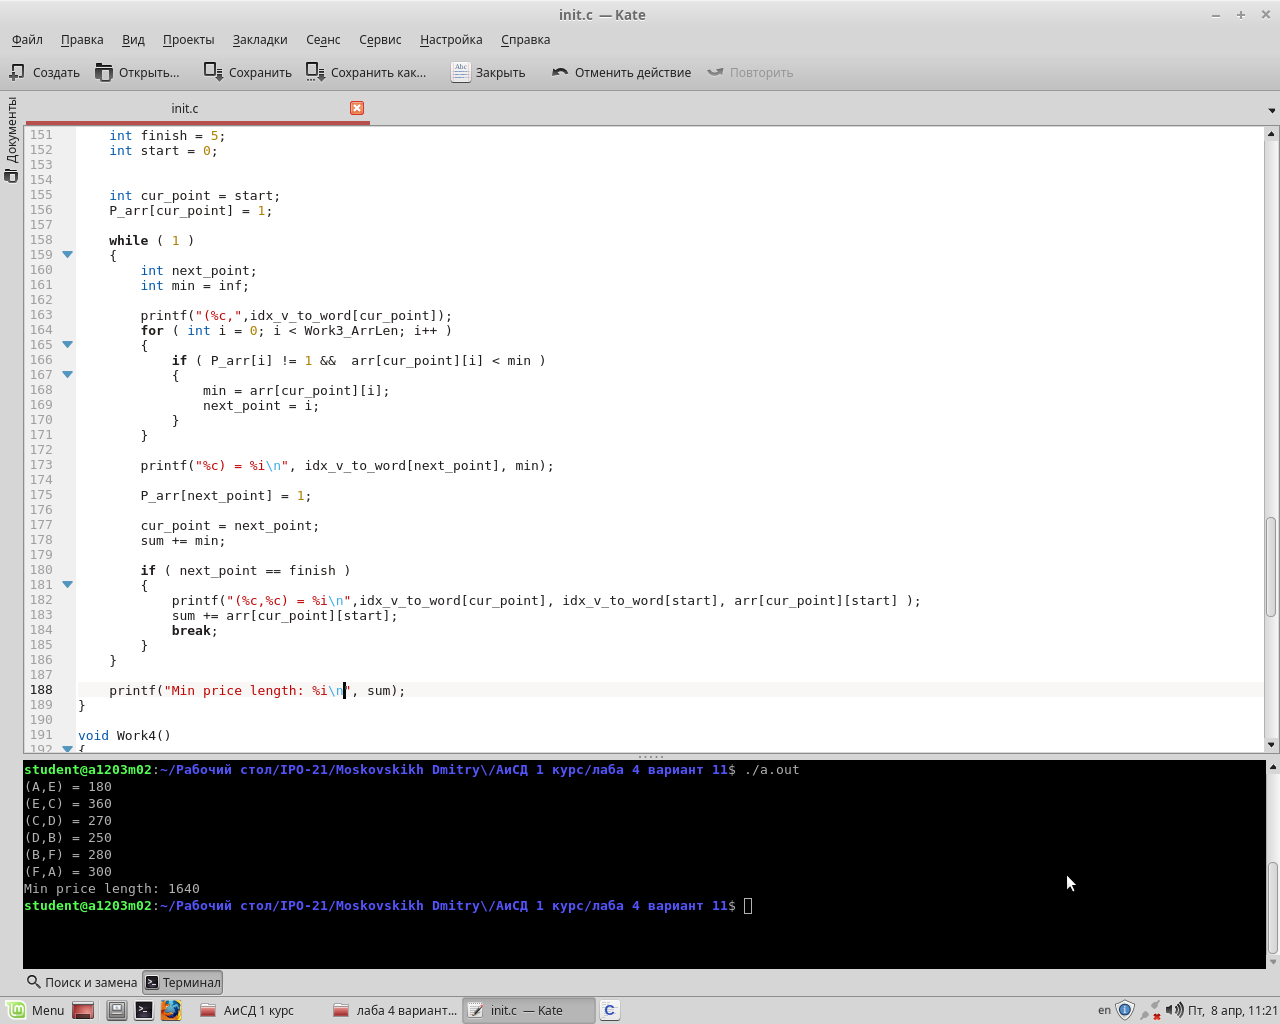 init.c — Kate
Файл Правка Вид Проекты Закладки Сеанс Сервис Настройка Справка
Создать Открыть... Сохранить Сохранить как... Закрыть Отменить действие Повторить
Документы
init.c
151 int finish = 5;
152 int start = 0;
153
154
155 int cur_point = start;
156 P_arr[cur_point] = 1;
157
158 while ( 1 )
159 {
160 int next_point;
161 int min = inf;
162
163 printf("(%c,",idx_v_to_word[cur_point]);
164 for ( int i = 0; i < Work3_ArrLen; i++ )
165 {
166 if ( P_arr[i] != 1 &&  arr[cur_point][i] < min )
167 {
168 min = arr[cur_point][i];
169 next_point = i;
170 }
171 }
172
173 printf("%c) = %i\n", idx_v_to_word[next_point], min);
174
175 P_arr[next_point] = 1;
176
177 cur_point = next_point;
178 sum += min;
179
180 if ( next_point == finish )
181 {
182 printf("(%c,%c) = %i\n",idx_v_to_word[cur_point], idx_v_to_word[start], arr[cur_point][start] );
183 sum += arr[cur_point][start];
184 break;
185 }
186 }
187
188 printf("Min price length: %i\n", sum);
189 }
190
191 void Work4()
192 {
student@a1203m02:~/Рабочий стол/IPO-21/Moskovskikh Dmitry\/АиСД 1 курс/лаба 4 вариант 11$ ./a.out
(A,E) = 180
(E,C) = 360
(C,D) = 270
(D,B) = 250
(B,F) = 280
(F,A) = 300
Min price length: 1640
student@a1203m02:~/Рабочий стол/IPO-21/Moskovskikh Dmitry\/АиСД 1 курс/лаба 4 вариант 11$
Поиск и замена Терминал
Menu АиСД 1 курс лаба 4 вариант... init.c — Kate C en Пт, 8 апр, 11:21